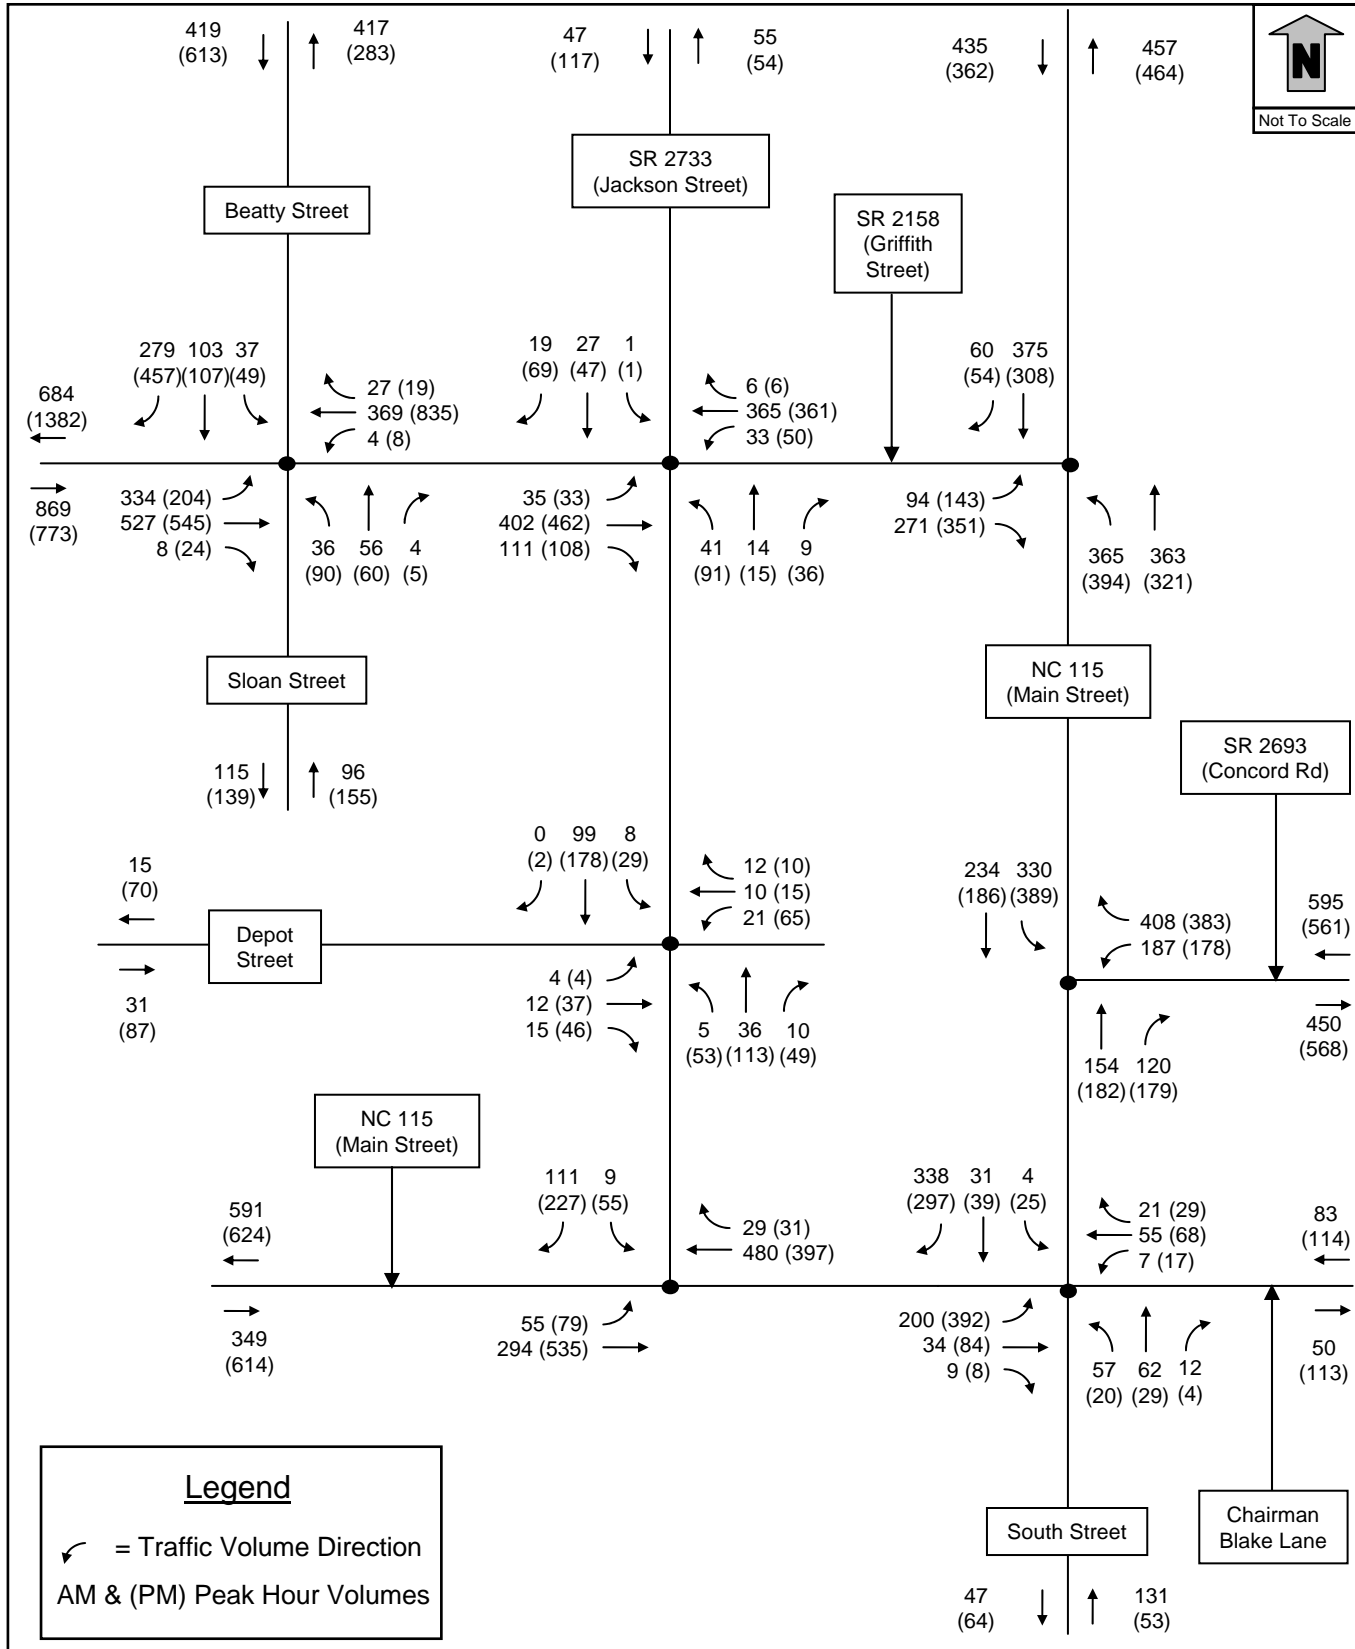 419
(613)
417
(283)
47
(117)
55
(54)
435
(362)
457
(464)
N
Not To Scale
SR 2733
(Jackson Street)
Beatty Street
SR 2158
(Griffith
Street)
279 103 37
(457)(107)(49)
684
(1382)
27 (19)
369 (835)
4 (8)
19 27 1
(69) (47) (1)
6 (6)
365 (361)
33 (50)
60 375
(54) (308)
869
(773)
334 (204)
527 (545)
8 (24)
36 56 4
(90) (60) (5)
35 (33)
402 (462)
111 (108)
41 14 9
(91) (15) (36)
94 (143)
271 (351)
365 363
(394) (321)
Sloan Street
NC 115
(Main Street)
SR 2693
(Concord Rd)
115
(139)
96
(155)
0 99 8
(2) (178) (29)
12 (10)
10 (15)
21 (65)
15
(70)
Depot
Street
31
(87)
4 (4)
12 (37)
15 (46)
5 36 10
(53) (113) (49)
234 330
(186) (389)
408 (383)
187 (178)
595
(561)
450
(568)
154 120
(182) (179)
NC 115
(Main Street)
111 9
(227) (55)
591
(624)
29 (31)
480 (397)
338 31 4
(297) (39) (25)
21 (29)
55 (68)
7 (17)
83
(114)
349
(614)
55 (79)
294 (535)
200 (392)
34 (84)
9 (8)
57 62 12
(20) (29) (4)
50
(113)
Legend
= Traffic Volume Direction
AM & (PM) Peak Hour Volumes
South Street
Chairman
Blake Lane
47
(64)
131
(53)